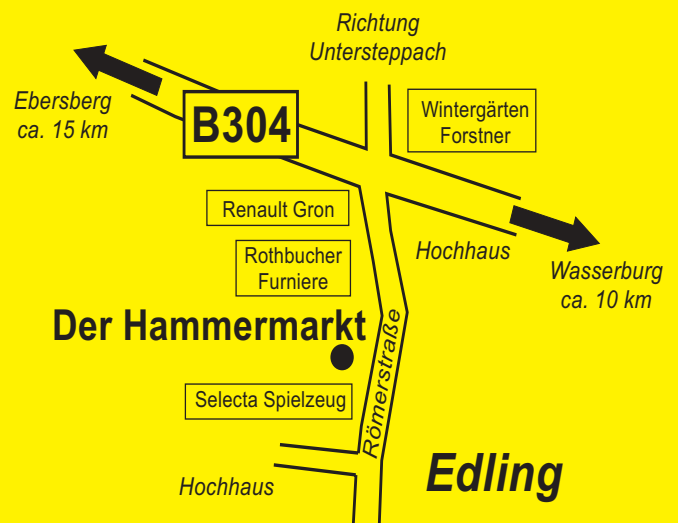 Richtung
Untersteppach
Ebersberg
ca. 15 km
B304
Wintergärten
Forstner
Renault Gron
Hochhaus
Rothbucher
Furniere
Wasserburg
ca. 10 km
Der Hammermarkt
Römerstraße
Selecta Spielzeug
Edling
Hochhaus